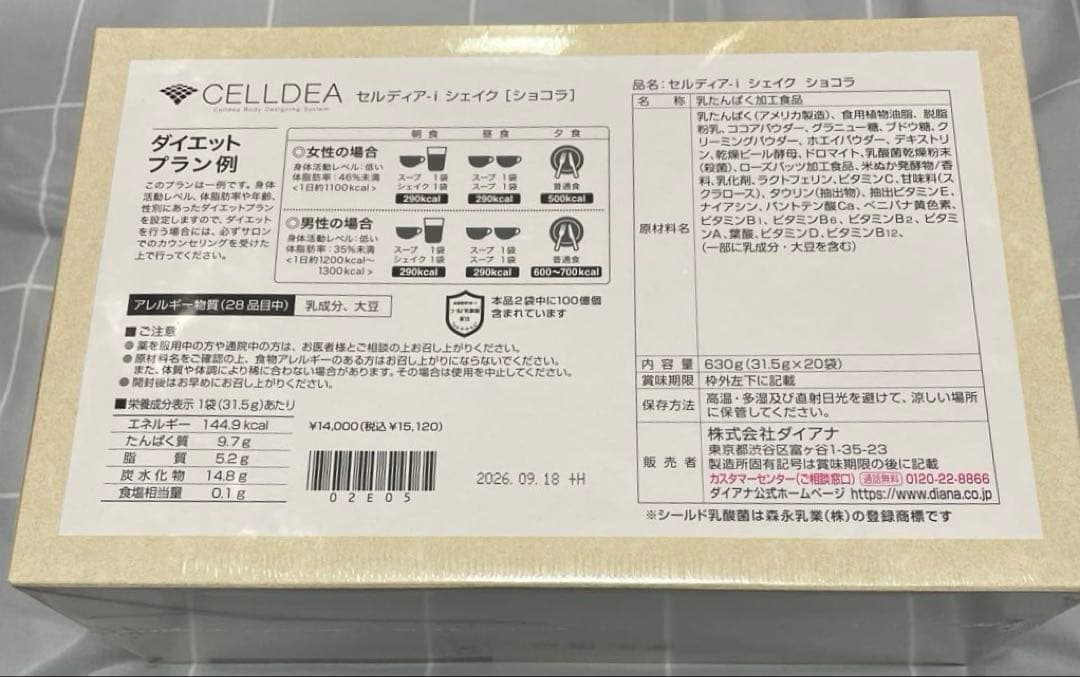 CELLDEA
Celldea Body Designing System
セルディア-i シェイク [ショコラ]
ダイエット
プラン例
このプランは一例です。身体
活動レベル、体脂肪率や年齢、
性別にあったダイエットプラン
を設定しますので、ダイエット
を行う場合には、必ずサロン
でのカウンセリングを受けた
上で行ってください。
朝 食 昼 食 夕 食
◎女性の場合
身体活動レベル:低い
体脂肪率:46%未満
<1日約1100kcal>
スープ 1袋
シェイク 1袋
290kcal
スープ 1袋
スープ 1袋
290kcal
普通食
500kcal
◎男性の場合
身体活動レベル:低い
体脂肪率:35%未満
<1日約1200kcal~
1300kcal>
スープ 1袋
シェイク 1袋
290kcal
スープ 1袋
スープ 1袋
290kcal
普通食
600~700kcal
アレルギー物質(28品目中) 乳成分、大豆
シールド乳酸菌
配合
本品2袋中に100億個
含まれています
■ご注意
●薬を服用中の方や通院中の方は、お医者様とご相談の上お召し上がりください。
●原材料名をご確認の上、食物アレルギーのある方はお召し上がりにならないでください。
また、体質や体調により稀に合わない場合があります。その場合は使用を中止してください。
●開封後はお早めにお召し上がりください。
■栄養成分表示 1袋(31.5g)あたり
エネルギー 144.9kcal
たんぱく質 9.7g
脂 質 5.2g
炭水化物 14.8g
食塩相当量 0.1g
¥14,000(税込¥15,120)
02E05
2026.09.18 +H
品名:セルディア-i シェイク ショコラ
名 称 乳たんぱく加工食品
原材料名
乳たんぱく(アメリカ製造)、食用植物油脂、脱脂
粉乳、ココアパウダー、グラニュー糖、ブドウ糖、ク
リーミングパウダー、ホエイパウダー、デキストリ
ン、乾燥ビール酵母、ドロマイト、乳酸菌乾燥粉末
(殺菌)、ローズパッツ加工食品、米ぬか発酵物/香
料、乳化剤、ラクトフェリン、ビタミンC、甘味料(ス
クラロース)、タウリン(抽出物)、抽出ビタミンE、
ナイアシン、パントテン酸Ca、ベニバナ黄色素、
ビタミンB1、ビタミンB6、ビタミンB2、ビタミ
ンA、葉酸、ビタミンD、ビタミンB12、
(一部に乳成分・大豆を含む)
内 容 量 630g(31.5g×20袋)
賞味期限 枠外左下に記載
保存方法 高温・多湿及び直射日光を避けて、涼しい場所
に保管してください。
販 売 者
株式会社ダイアナ
東京都渋谷区富ヶ谷1-35-23
製造所固有記号は賞味期限の後に記載
カスタマーセンター(ご相談窓口) 通話無料 0120-22-8866
ダイアナ公式ホームページ https://www.diana.co.jp
※シールド乳酸菌は森永乳業(株)の登録商標です